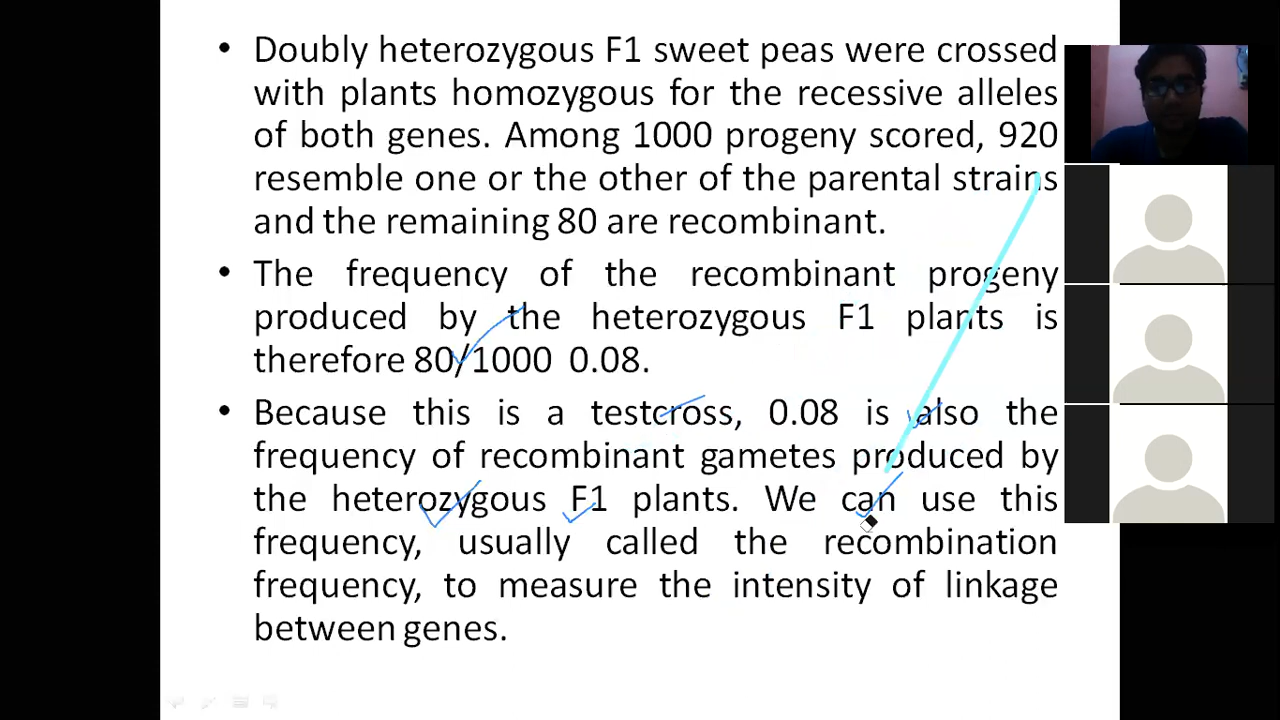 • Doubly heterozygous F1 sweet peas were crossed
with plants homozygous for the recessive alleles
of both genes. Among 1000 progeny scored, 920
resemble one or the other of the parental strains
and the remaining 80 are recombinant.
• The frequency of the recombinant progeny
produced by the heterozygous F1 plants is
therefore 80/1000 0.08.
• Because this is a testcross, 0.08 is also the
frequency of recombinant gametes produced by
the heterozygous F1 plants. We can use this
frequency, usually called the recombination
frequency, to measure the intensity of linkage
between genes.